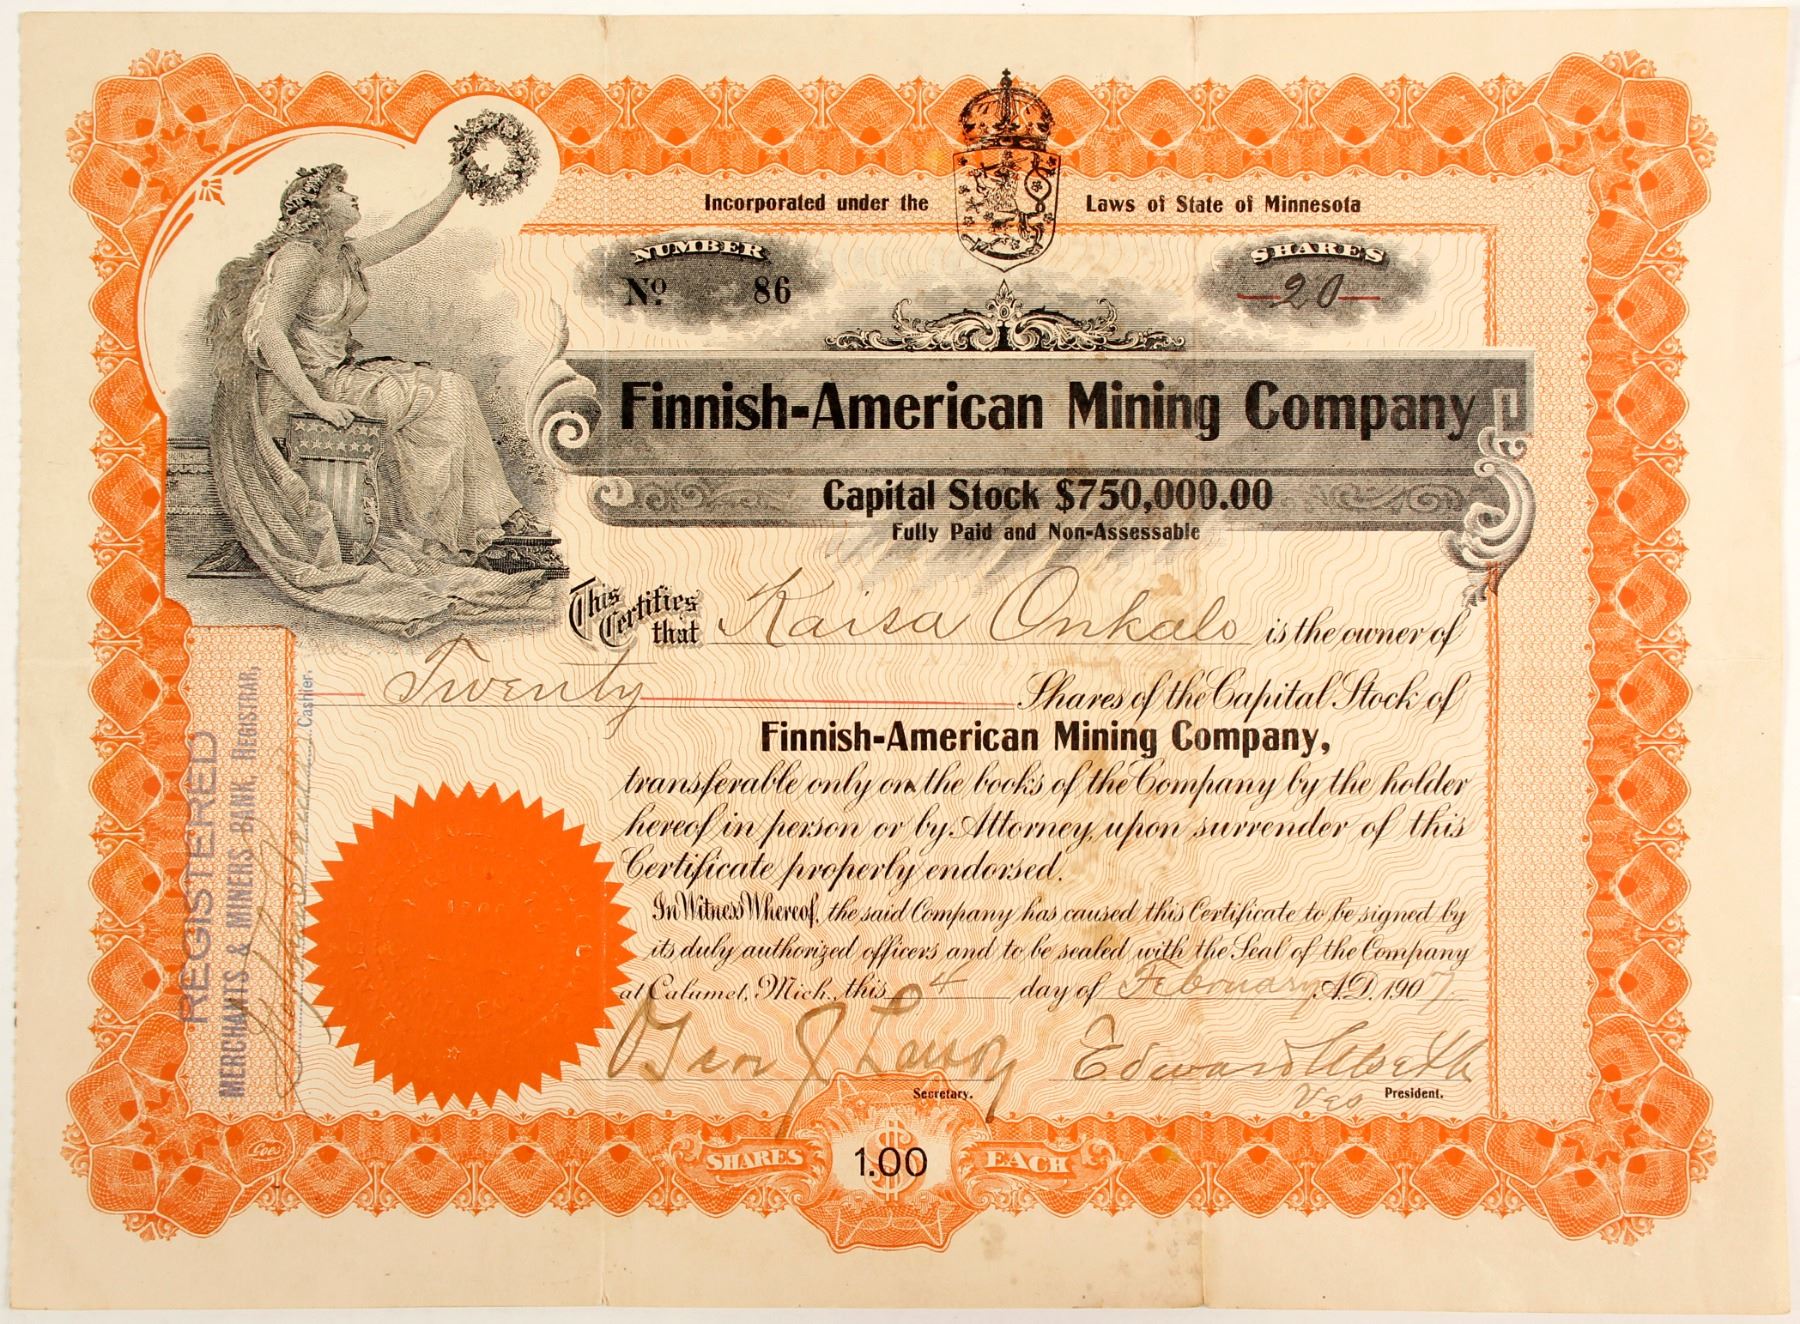 Incorporated under the Laws of State of Minnesota
NUMBER
SHARES
No. 86
20
Finnish-American Mining Company
Capital Stock $750,000.00
Fully Paid and Non-Assessable
This Certifies that Kaisa Onkalo is the owner of
Twenty Shares of the Capital Stock of
Finnish-American Mining Company,
transferable only on the books of the Company by the holder
hereof in person or by Attorney, upon surrender of this
Certificate properly endorsed.
In Witness Whereof, the said Company has caused this Certificate to be signed by
its duly authorized officers and to be sealed with the Seal of the Company
at Calumet, Mich. this 4 day of February A.D. 1907
Oscar J Larson
Edward
Secretary.
President.
SHARES $1.00 EACH
REGISTERED
MERCHANTS & MINERS BANK, REGISTRAR,
Cashier.
Goes